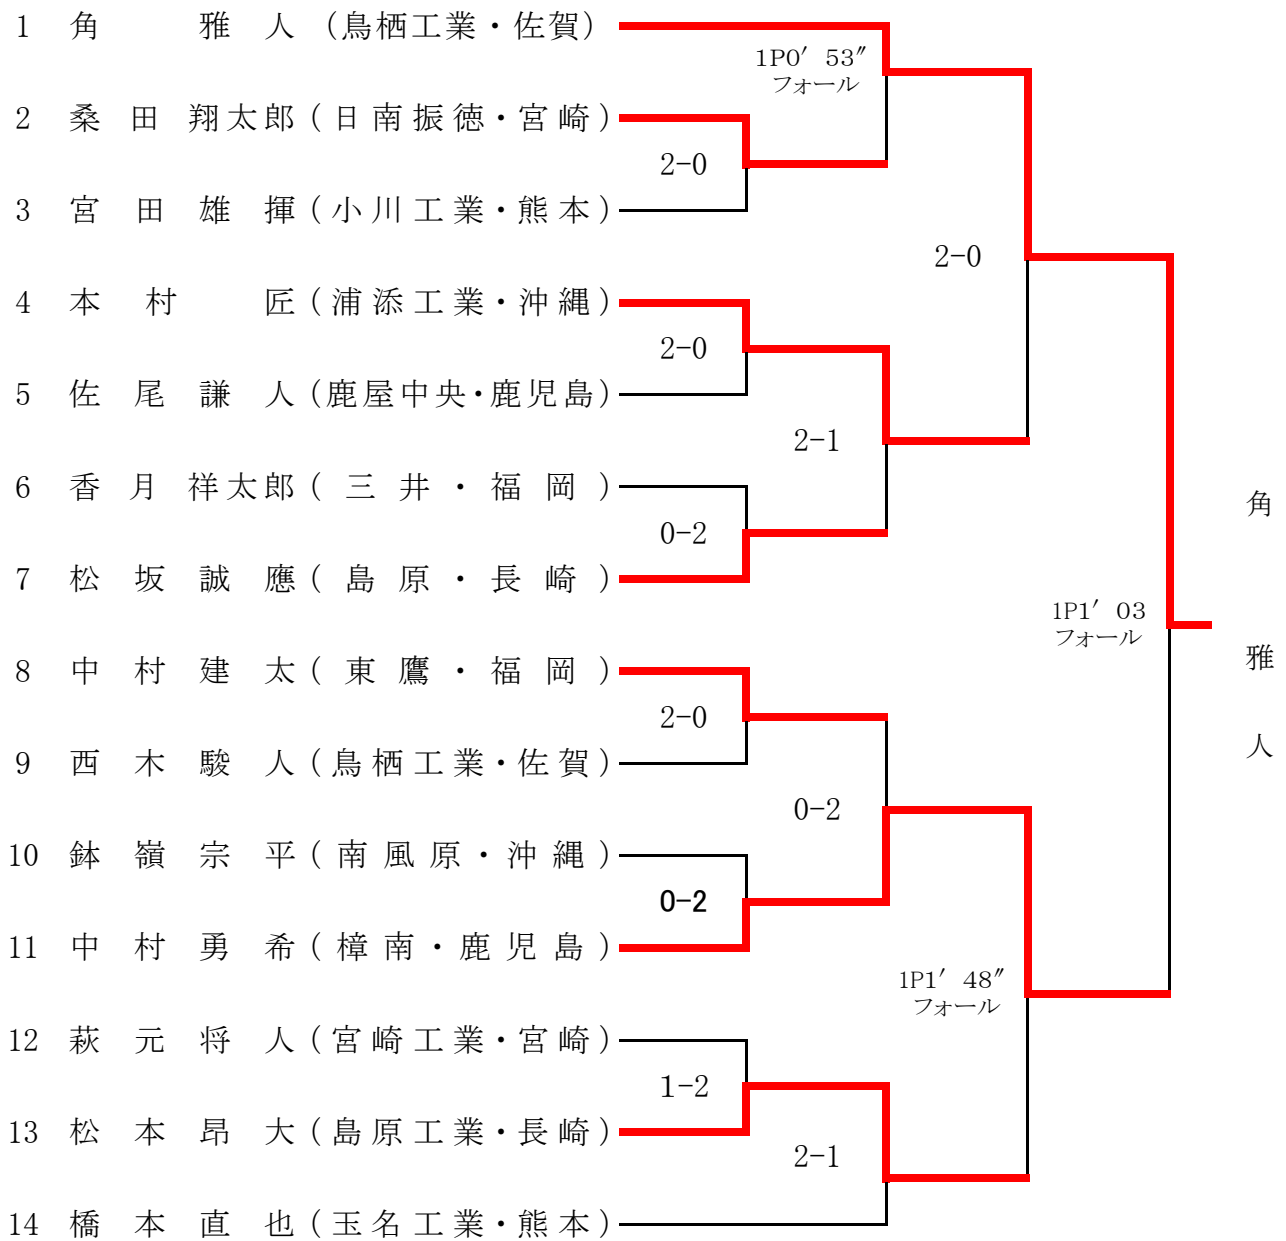 1 角 雅 人 (鳥栖工業・佐賀)
1P0′53″
フォール
2 桑 田 翔太郎 (日南振徳・宮崎)
2-0
3 宮 田 雄 揮 (小川工業・熊本)
2-0
4 本 村 匠 (浦添工業・沖縄)
2-0
5 佐 尾 謙 人 (鹿屋中央・鹿児島)
2-1
6 香 月 祥太郎 (三井・福岡)
0-2
7 松 坂 誠 應 (島原・長崎)
1P1′03
フォール
角 雅 人
8 中 村 建 太 (東鷹・福岡)
2-0
9 西 木 駿 人 (鳥栖工業・佐賀)
0-2
10 鉢 嶺 宗 平 (南風原・沖縄)
0-2
11 中 村 勇 希 (樟南・鹿児島)
1P1′48″
フォール
12 萩 元 将 人 (宮崎工業・宮崎)
1-2
13 松 本 昂 大 (島原工業・長崎)
2-1
14 橋 本 直 也 (玉名工業・熊本)